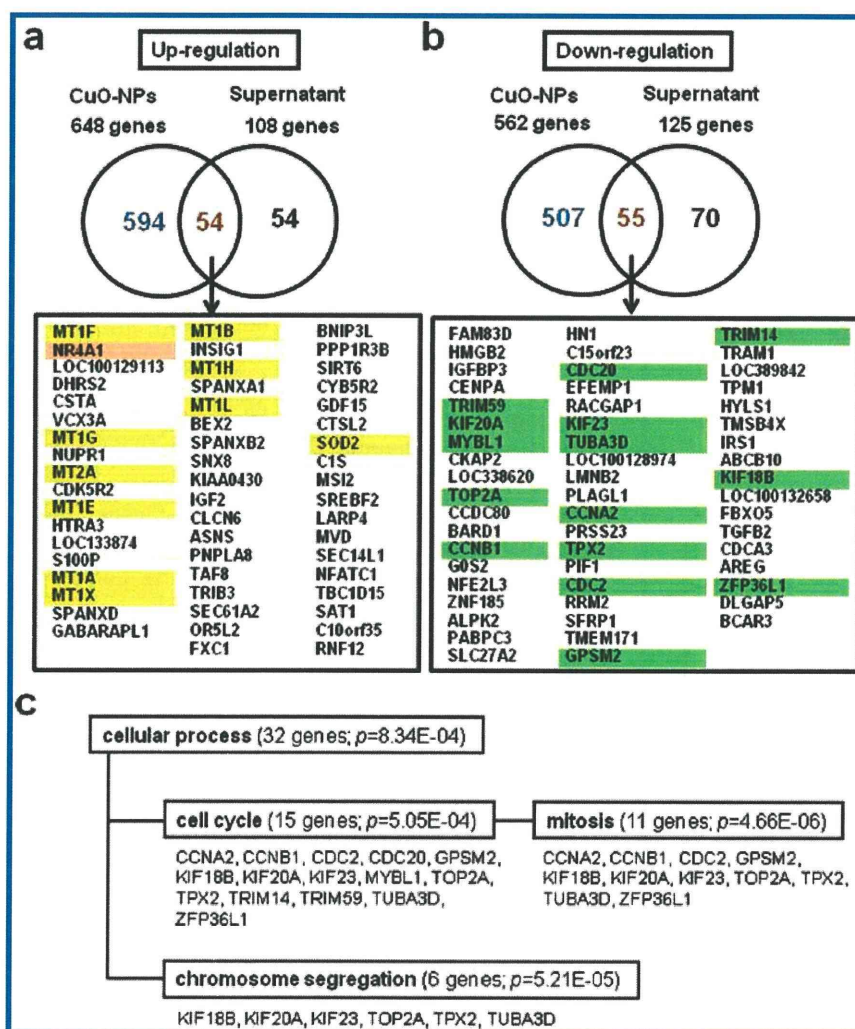 a
Up-regulation
CuO-NPs
648 genes
Supernatant
108 genes
594
54
54
MT1F
NR4A1
LOC100129113
DHRS2
CSTA
VCX3A
MT1G
NUPR1
MT2A
CDK5R2
MT1E
HTRA3
LOC133874
S100P
MT1A
MT1X
SPANXD
GABARAPL1
MT1B
INSIG1
MT1H
SPANXA1
MT1L
BEX2
SPANXB2
SNX8
KIAA0430
IGF2
CLCN6
ASNS
PNPLA8
TAF8
TRIB3
SEC61A2
OR5L2
FXC1
BNIP3L
PPP1R3B
SIRT6
CYB5R2
GDF15
CTSL2
SOD2
C1S
MSI2
SREBF2
LARP4
MVD
SEC14L1
NFATC1
TBC1D15
SAT1
C10orf35
RNF12
b
Down-regulation
CuO-NPs
562 genes
Supernatant
125 genes
507
55
70
FAM83D
HMGB2
IGFBP3
CENPA
TRIM59
KIF20A
MYBL1
CKAP2
LOC338620
TOP2A
CCDC80
BARD1
CCNB1
G0S2
NFE2L3
ZNF185
ALPK2
PABPC3
SLC27A2
HN1
C15orf23
CDC20
EFEMP1
RACGAP1
KIF23
TUBA3D
LOC100128974
LMNB2
PLAGL1
CCNA2
PRSS23
TPX2
PIF1
CDC2
RRM2
SFRP1
TMEM171
GPSM2
TRIM14
TRAM1
LOC389842
TPM1
HYLS1
TMSB4X
IRS1
ABCB10
KIF18B
LOC100132658
FBXO5
TGFB2
CDCA3
AREG
ZFP36L1
DLGAP5
BCAR3
c
cellular process (32 genes; p=8.34E-04)
cell cycle (15 genes; p=5.05E-04)
CCNA2, CCNB1, CDC2, CDC20, GPSM2,
KIF18B, KIF20A, KIF23, MYBL1, TOP2A,
TPX2, TRIM14, TRIM59, TUBA3D,
ZFP36L1
mitosis (11 genes; p=4.66E-06)
CCNA2, CCNB1, CDC2, GPSM2,
KIF18B, KIF20A, KIF23, TOP2A, TPX2,
TUBA3D, ZFP36L1
chromosome segregation (6 genes; p=5.21E-05)
KIF18B, KIF20A, KIF23, TOP2A, TPX2, TUBA3D